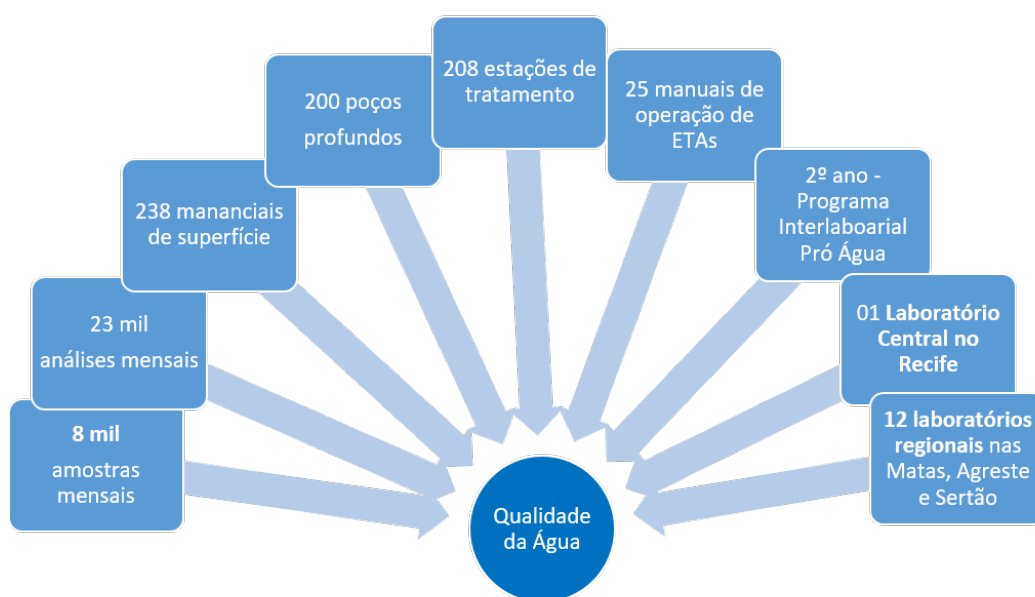 208 estações de
tratamento
200 poços
profundos
25 manuais de
operação de
ETAs
238 mananciais
de superfície
2º ano -
Programa
Interlaboarial
Pró Água
23 mil
análises mensais
01 Laboratório
Central no
Recife
8 mil
amostras
mensais
12 laboratórios
regionais nas
Matas, Agreste
e Sertão
Qualidade
da Água